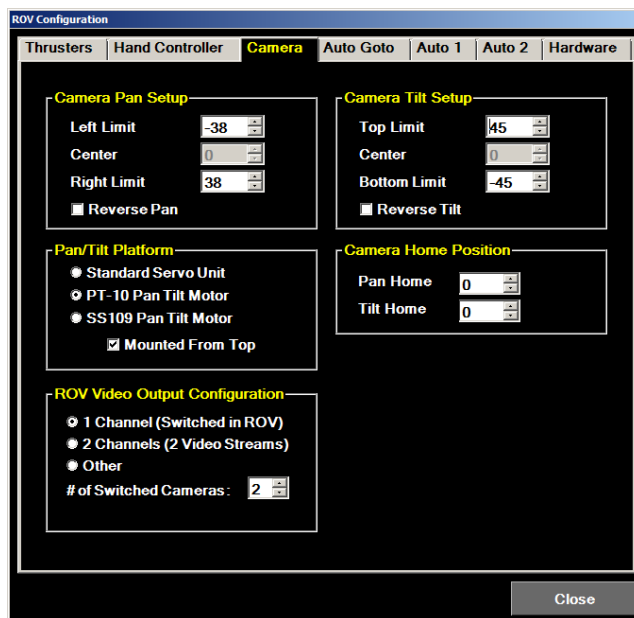 ROV Configuration
Thrusters Hand Controller Camera Auto Goto Auto 1 Auto 2 Hardware
Camera Pan Setup
Left Limit -38
Center 0
Right Limit 38
Reverse Pan
Camera Tilt Setup
Top Limit 45
Center 0
Bottom Limit -45
Reverse Tilt
Pan/Tilt Platform
Standard Servo Unit
PT-10 Pan Tilt Motor
SS109 Pan Tilt Motor
Mounted From Top
Camera Home Position
Pan Home 0
Tilt Home 0
ROV Video Output Configuration
1 Channel (Switched in ROV)
2 Channels (2 Video Streams)
Other
# of Switched Cameras: 2
Close